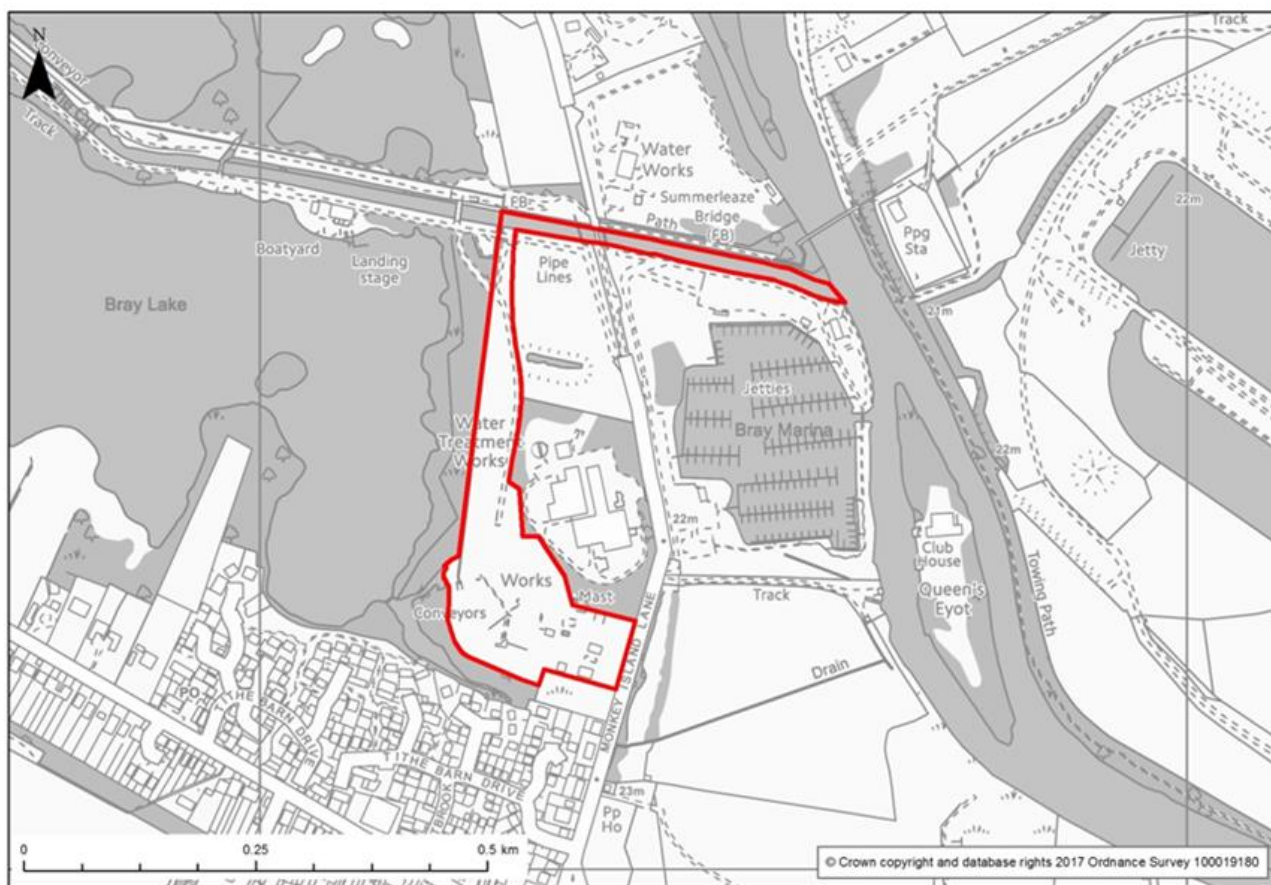 N
Conveyor
Track
Track
Water
Works
FB
Path
Summerleaze
Bridge
(FB)
Ppg
Sta
22m
Jetty
Boatyard
Landing
stage
Pipe
Lines
Bray Lake
21m
Jetties
Bray Marina
Water
Treatment
Works
22m
22m
Club
House
Queen's
Eyot
Towing Path
Works
Mast
Conveyors
Track
MONKEY ISLAND LANE
Drain
PO
THE BARN DRIVE
TITHE BARN DRIVE
BROOK
23m
Pp
Ho
0
0.25
0.5 km
© Crown copyright and database rights 2017 Ordnance Survey 100019180